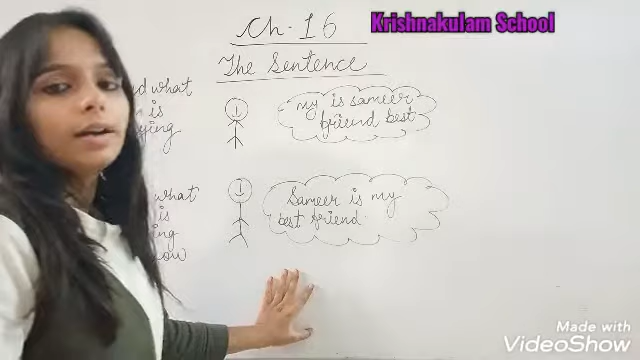 Krishnakulam School
Ch-16
The Sentence
what
is
my is sameer
friend best
what
is
Sameer is my
best friend.
Made with
VideoShow